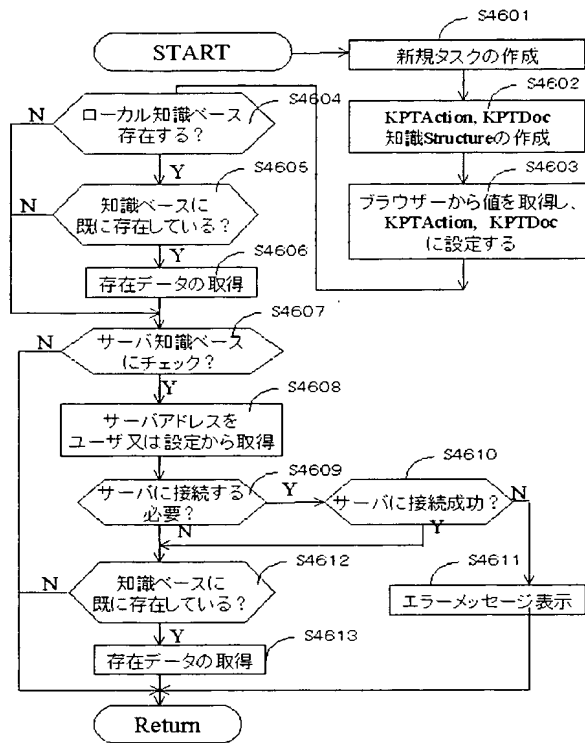 START
S4601
新規タスクの作成
S4602
KPTAction, KPTDoc
知識Structureの作成
S4603
ブラウザーから値を取得し、
KPTAction, KPTDoc
に設定する
S4604
ローカル知識ベース
存在する?
N
Y
S4605
知識ベースに
既に存在している?
N
Y
S4606
存在データの取得
S4607
サーバ知識ベース
にチェック?
N
Y
S4608
サーバアドレスを
ユーザ又は設定から取得
S4609
サーバに接続する
必要?
Y
N
S4610
サーバに接続成功?
N
Y
S4611
エラーメッセージ表示
S4612
知識ベースに
既に存在している?
N
Y
S4613
存在データの取得
Return